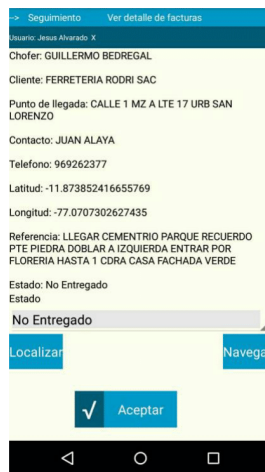 --> Seguimiento Ver detalle de facturas
Usuario: Jesus Alvarado X
Chofer: GUILLERMO BEDREGAL
Cliente: FERRETERIA RODRI SAC
Punto de llegada: CALLE 1 MZ A LTE 17 URB SAN
LORENZO
Contacto: JUAN ALAYA
Telefono: 969262377
Latitud: -11.873852416655769
Longitud: -77.0707302627435
Referencia: LLEGAR CEMENTRIO PARQUE RECUERDO
PTE PIEDRA DOBLAR A IZQUIERDA ENTRAR POR
FLORERIA HASTA 1 CDRA CASA FACHADA VERDE
Estado: No Entregado
Estado
No Entregado
Localizar Navega
√ Aceptar